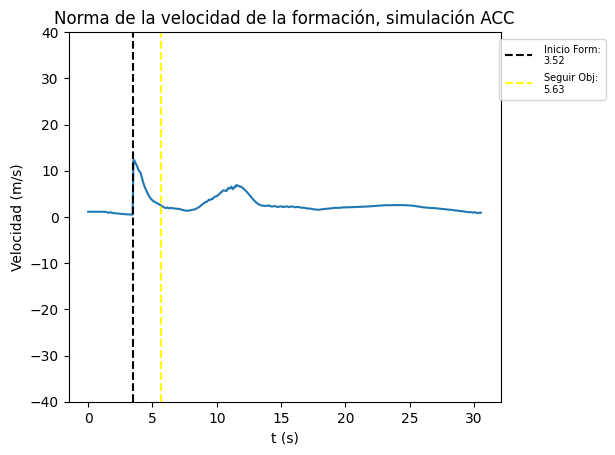 Norma de la velocidad de la formación, simulación ACC
Inicio Form:
3.52
Seguir Obj:
5.63
Velocidad (m/s)
40
30
20
10
0
−10
−20
−30
−40
0 5 10 15 20 25 30
t (s)